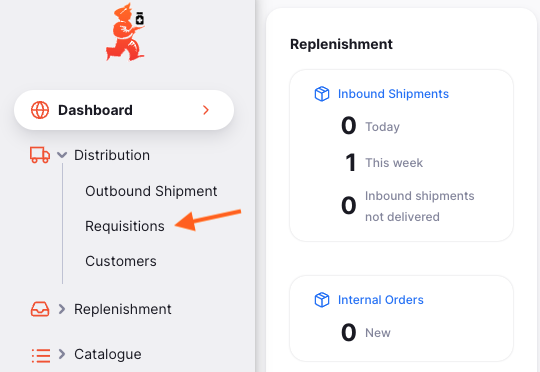 Dashboard
Distribution
Outbound Shipment
Requisitions
Customers
Replenishment
Catalogue
Replenishment
Inbound Shipments
0 Today
1 This week
0 Inbound shipments
not delivered
Internal Orders
0 New